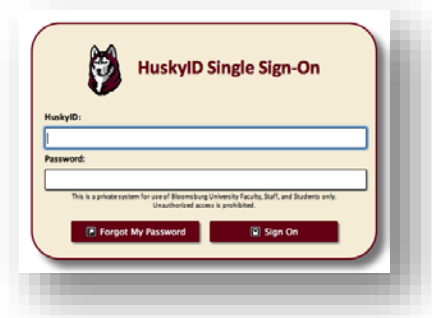 HuskyID Single Sign-On
HuskyID:
Password:
This is a private system for use of Bloomsburg University Faculty, Staff, and Students only.
Unauthorized access is prohibited.
Forgot My Password
Sign On